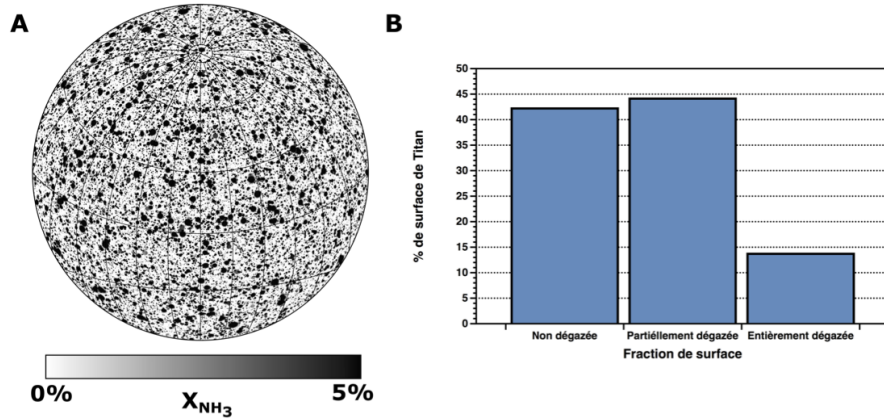 A
0%
5%
X_NH3
B
% de surface de Titan
50
45
40
35
30
25
20
15
10
5
0
Non dégazée
Partiéllement dégazée
Entièrement dégazée
Fraction de surface